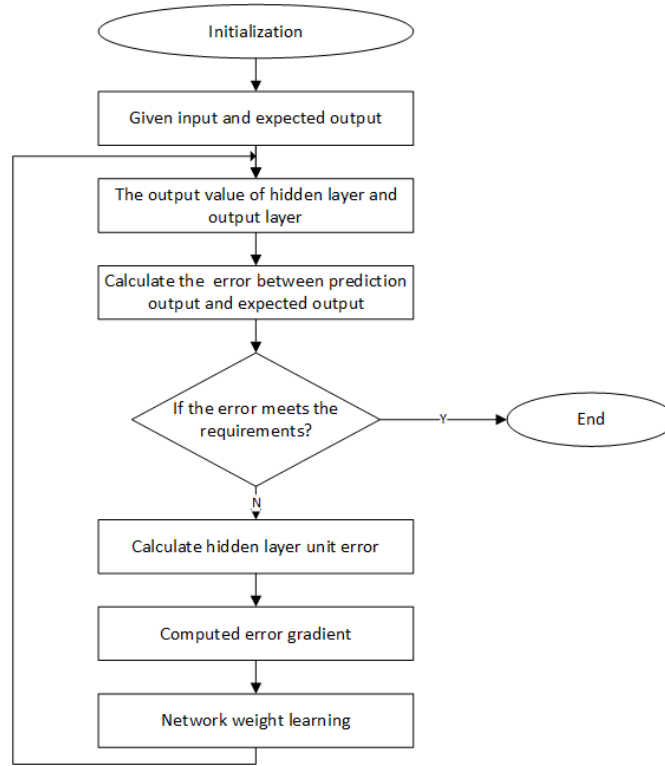 Initialization
Given input and expected output
The output value of hidden layer and
output layer
Calculate the error between prediction
output and expected output
If the error meets the
requirements?
Y
End
N
Calculate hidden layer unit error
Computed error gradient
Network weight learning